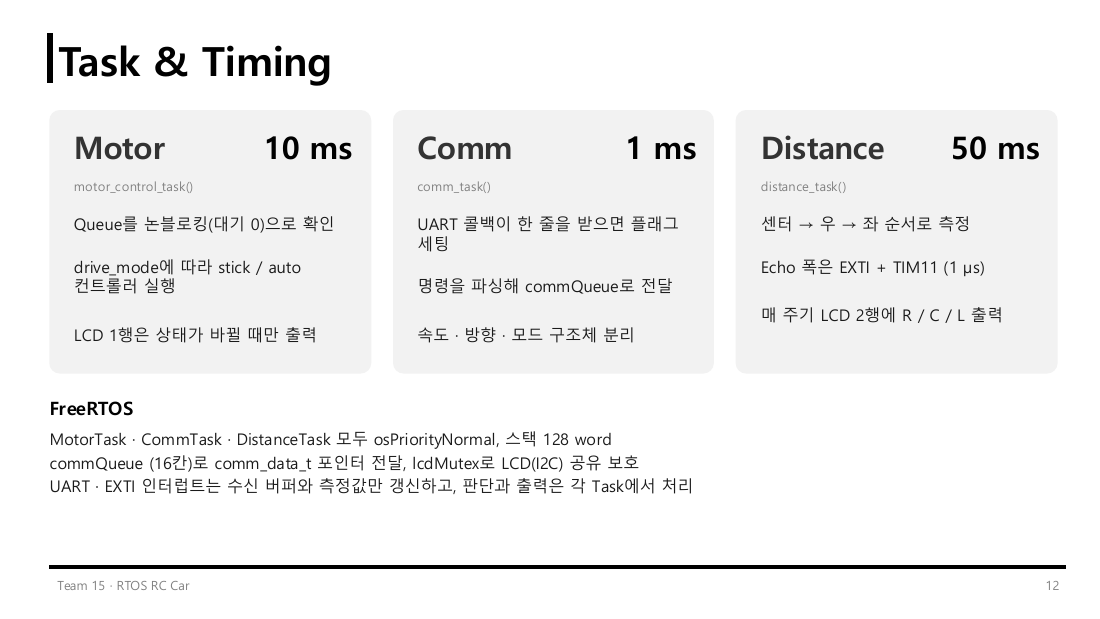 Task & Timing
Motor 10 ms
motor_control_task()
Queue를 논블로킹(대기 0)으로 확인
drive_mode에 따라 stick / auto
컨트롤러 실행
LCD 1행은 상태가 바뀔 때만 출력
Comm 1 ms
comm_task()
UART 콜백이 한 줄을 받으면 플래그
세팅
명령을 파싱해 commQueue로 전달
속도 · 방향 · 모드 구조체 분리
Distance 50 ms
distance_task()
센터 → 우 → 좌 순서로 측정
Echo 폭은 EXTI + TIM11 (1 µs)
매 주기 LCD 2행에 R / C / L 출력
FreeRTOS
MotorTask · CommTask · DistanceTask 모두 osPriorityNormal, 스택 128 word
commQueue (16칸)로 comm_data_t 포인터 전달, lcdMutex로 LCD(I2C) 공유 보호
UART · EXTI 인터럽트는 수신 버퍼와 측정값만 갱신하고, 판단과 출력은 각 Task에서 처리
Team 15 · RTOS RC Car
12